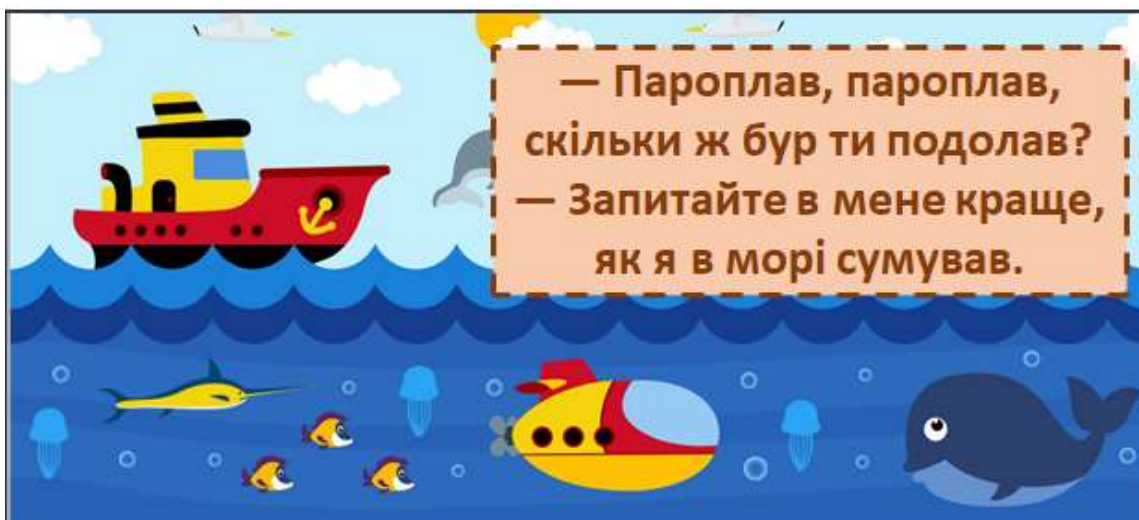 — Пароплав, пароплав,
скільки ж бур ти подолав?
— Запитайте в мене краще,
як я в морі сумував.